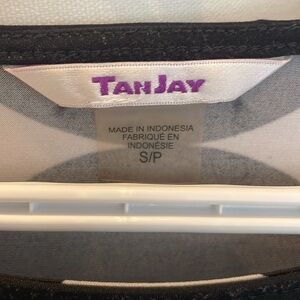 TANJAY
MADE IN INDONESIA
FABRIQUÉ EN
INDONÉSIE
S/P